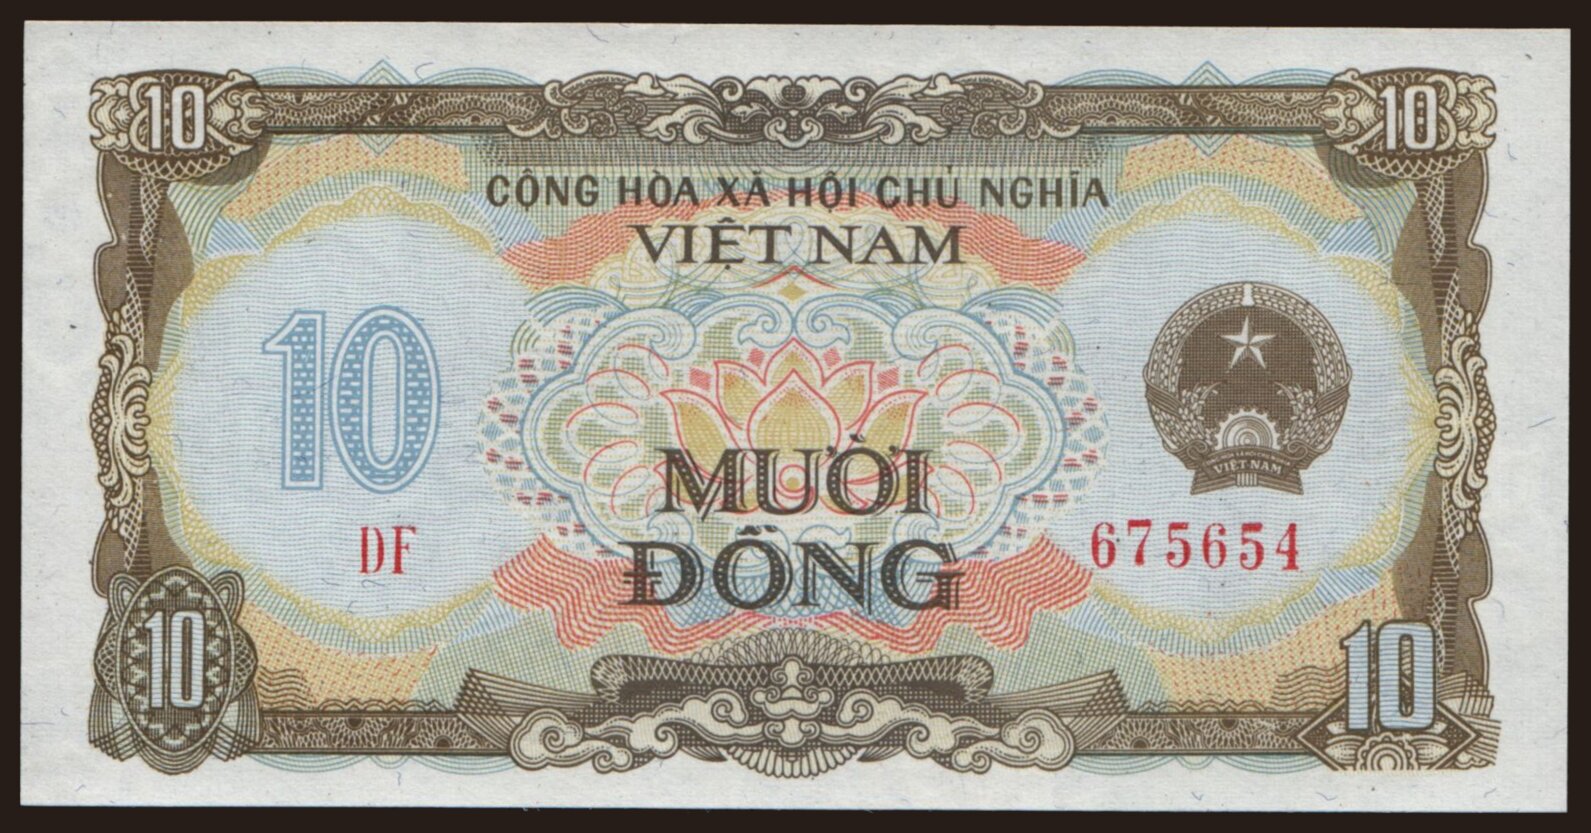 10 10
CỘNG HÒA XÃ HỘI CHỦ NGHĨA
VIỆT NAM
10
VIỆT NAM
MƯỜI
ĐỒNG
DF 675654
10 10